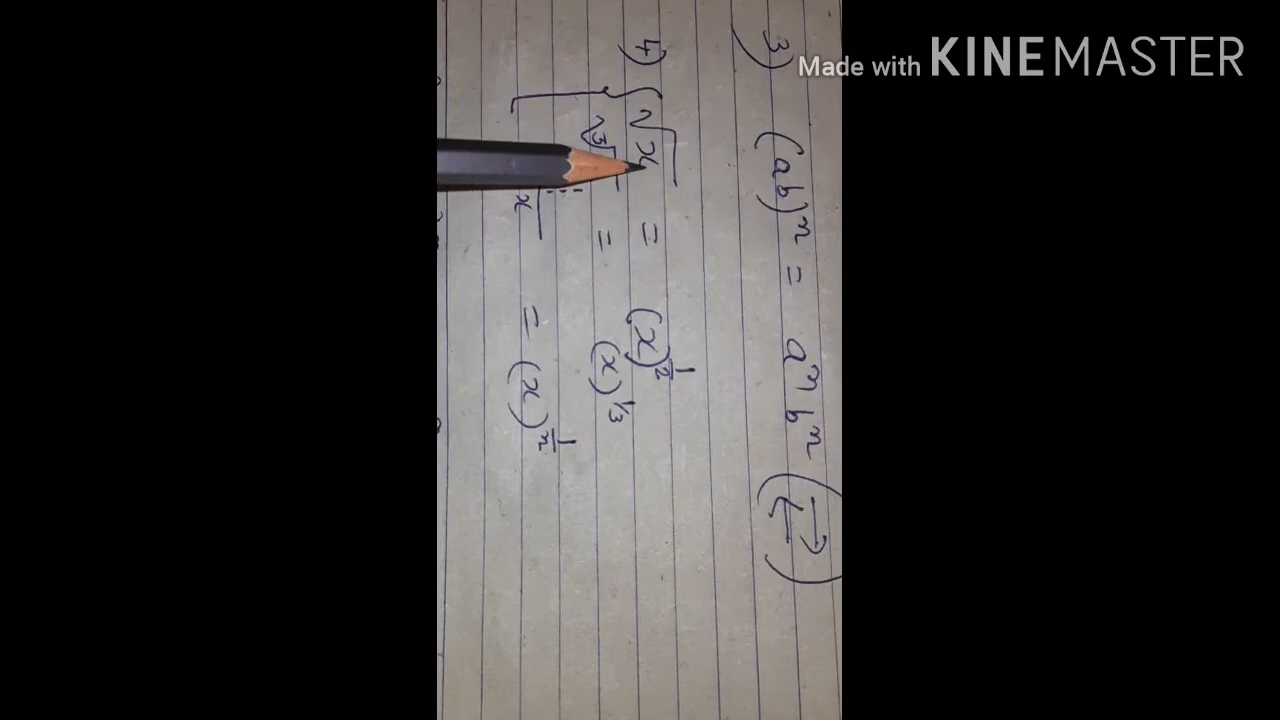 Made with KINEMASTER
3) (ab)ⁿ = aⁿbⁿ (⇄)
4) √x = (x)^1/2
∛ = (x)^1/3
x = (x)^1/n